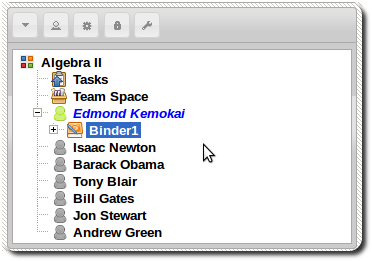 Algebra II
Tasks
Team Space
Edmond Kemokai
Binder1
Isaac Newton
Barack Obama
Tony Blair
Bill Gates
Jon Stewart
Andrew Green